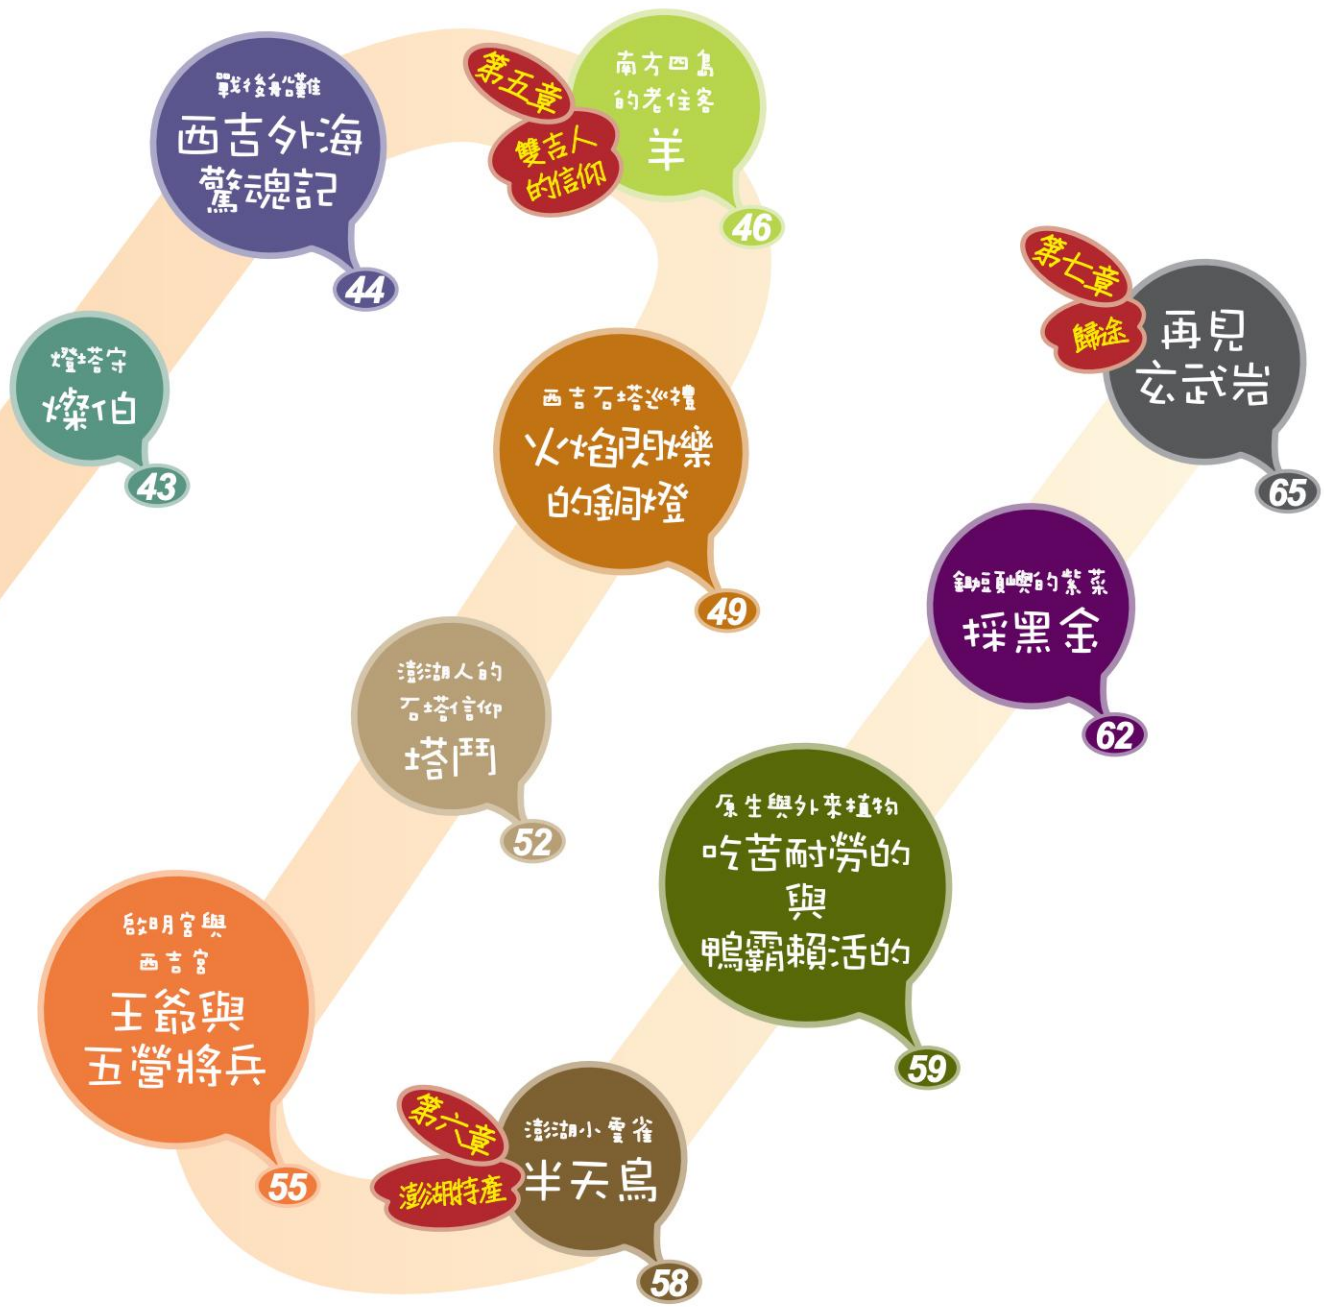 燈塔守
燦伯
43
戰後船難
西吉外海
驚魂記
44
第五章
雙吉人
的信仰
南方四島
的老住客
羊
46
西吉石塔巡禮
火焰閃爍
的銅燈
49
澎湖人的
石塔信仰
塔鬥
52
啟明宮與
西吉宮
王爺與
五營將兵
55
第六章
澎湖特產
澎湖小雲雀
半天鳥
58
原生與外來植物
吃苦耐勞的
與
鴨霸賴活的
59
鋤頭嶼的紫菜
採黑金
62
第七章
歸途
再見
玄武岩
65